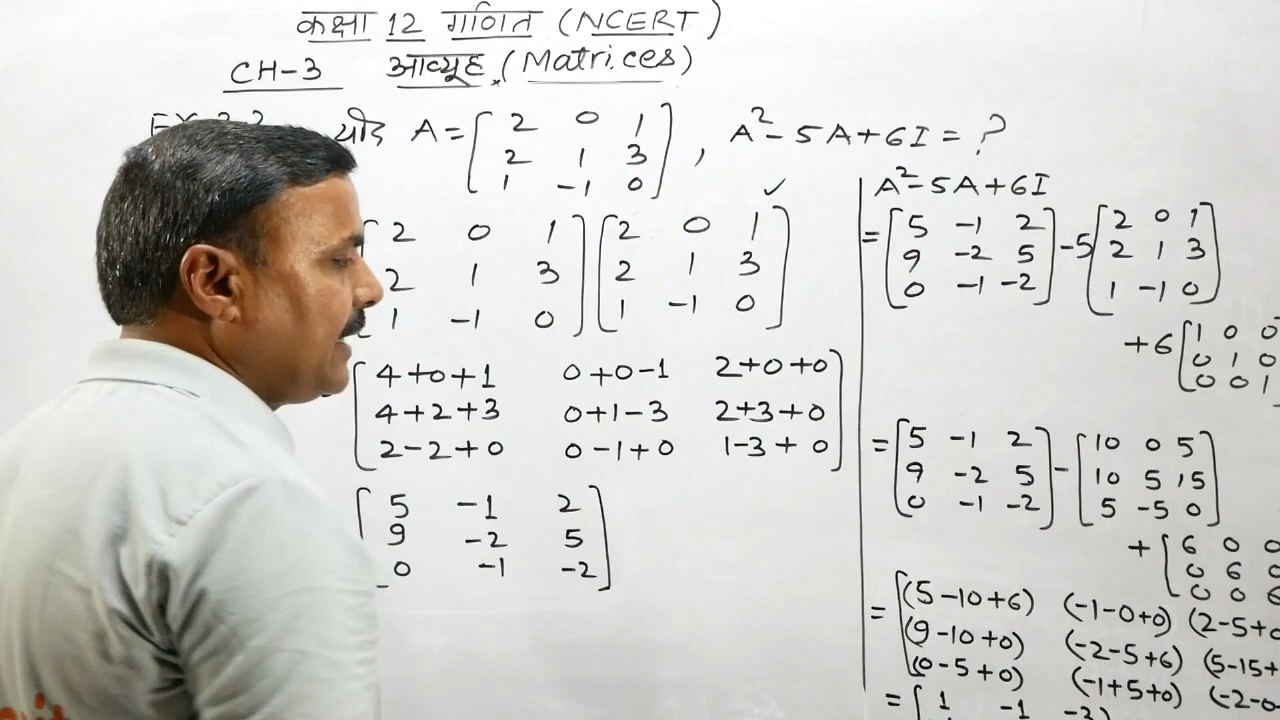 कक्षा 12 गणित (NCERT)
CH-3 आव्यूह (Matrices)
यदि A = [ 2 0 1 ] , A² - 5A + 6I = ?
2 1 3
1 -1 0
2 0 1 ] [ 2 0 1 ] ✓
2 1 3 2 1 3
1 -1 0 1 -1 0
[ 4+0+1 0+0-1 2+0+0 ]
4+2+3 0+1-3 2+3+0
2-2+0 0-1+0 1-3+0
[ 5 -1 2 ]
9 -2 5
0 -1 -2
A² - 5A + 6I
= [ 5 -1 2 ] - 5 [ 2 0 1 ]
9 -2 5 2 1 3
0 -1 -2 1 -1 0
+ 6 [ 1 0 0
0 1 0
0 0 1
= [ 5 -1 2 ] - [ 10 0 5 ]
9 -2 5 10 5 15
0 -1 -2 5 -5 0
+ [ 6 0 0
0 6 0
0 0 6
= [ (5-10+6) (-1-0+0) (2-5+0
(9-10+0) (-2-5+6) (5-15+
(0-5+0) (-1+5+0) (-2-0
= [ 1 -1 -3